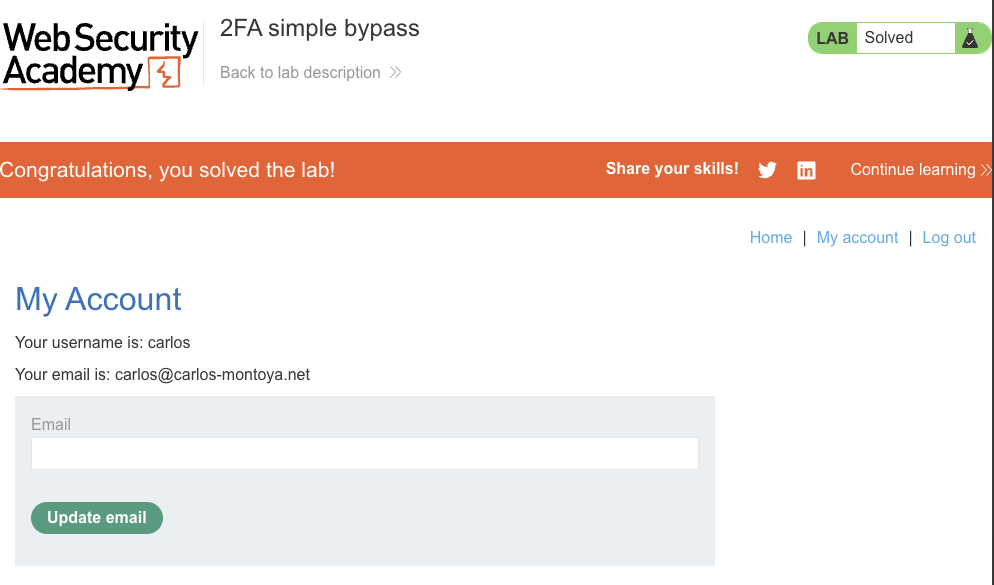 Web Security
Academy
2FA simple bypass
Back to lab description
LAB Solved
Congratulations, you solved the lab!
Share your skills!
in
Continue learning
Home | My account | Log out
My Account
Your username is: carlos
Your email is: carlos@carlos-montoya.net
Email
Update email